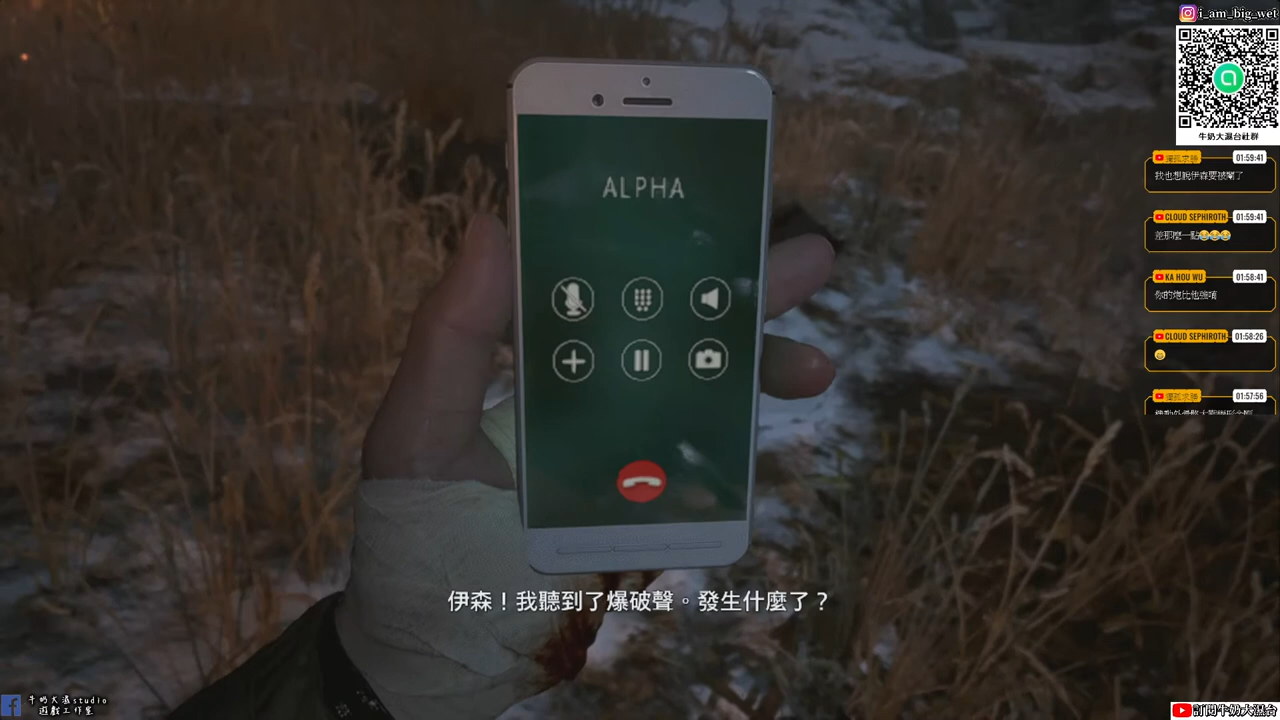 i_am_big_wet
牛奶大濕台社群
ALPHA
01:59:41
我也想說伊森要被關了
CLOUD SEPHIROTH 01:59:41
差那麼一點😂😂😂
KA HOU WU 01:58:41
你的炮比他強唷
CLOUD SEPHIROTH 01:58:26
01:57:56
伊森！我聽到了爆破聲。發生什麼了？
牛奶大濕studio
遊戲工作室
訂閱牛奶大濕台